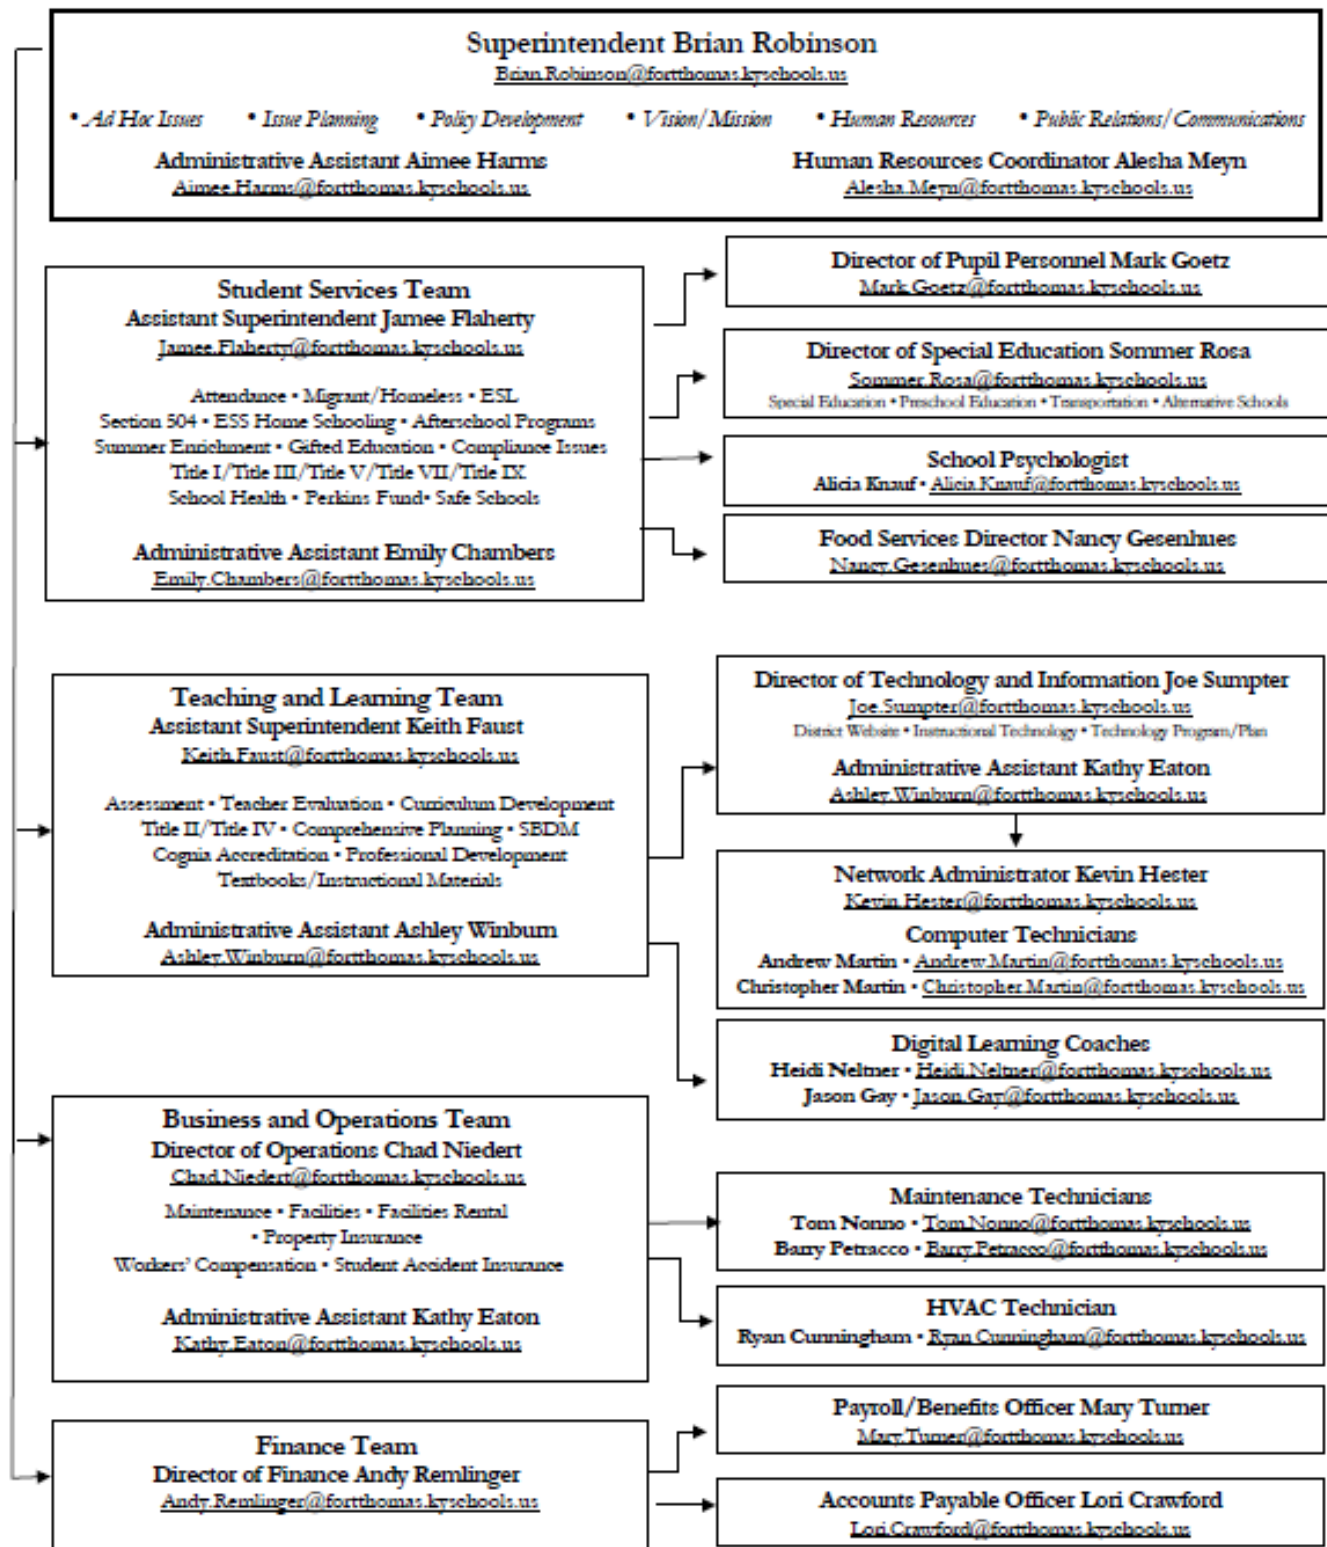 Superintendent Brian Robinson
Brian.Robinson@fortthomas.kyschools.us
• Ad Hoc Issues • Issue Planning • Policy Development • Vision/Mission • Human Resources • Public Relations/Communications
Administrative Assistant Aimee Harms
Aimee.Harms@fortthomas.kyschools.us
Human Resources Coordinator Alesha Meyn
Alesha.Meyn@fortthomas.kyschools.us
Student Services Team
Assistant Superintendent Jamee Flaherty
Jamee.Flaherty@fortthomas.kyschools.us
Attendance • Migrant/Homeless • ESL
Section 504 • ESS Home Schooling • Afterschool Programs
Summer Enrichment • Gifted Education • Compliance Issues
Title I/Title III/Title V/Title VII/Title IX
School Health • Perkins Fund• Safe Schools
Administrative Assistant Emily Chambers
Emily.Chambers@fortthomas.kyschools.us
Director of Pupil Personnel Mark Goetz
Mark.Goetz@fortthomas.kyschools.us
Director of Special Education Sommer Rosa
Sommer.Rosa@fortthomas.kyschools.us
Special Education • Preschool Education • Transportation • Alternative Schools
School Psychologist
Alicia Knauf • Alicia.Knauf@fortthomas.kyschools.us
Food Services Director Nancy Gesenhues
Nancy.Gesenhues@fortthomas.kyschools.us
Teaching and Learning Team
Assistant Superintendent Keith Faust
Keith.Faust@fortthomas.kyschools.us
Assessment • Teacher Evaluation • Curriculum Development
Title II/Title IV • Comprehensive Planning • SBDM
Cognia Accreditation • Professional Development
Textbooks/Instructional Materials
Administrative Assistant Ashley Winburn
Ashley.Winburn@fortthomas.kyschools.us
Director of Technology and Information Joe Sumpter
Joe.Sumpter@fortthomas.kyschools.us
District Website • Instructional Technology • Technology Program/Plan
Administrative Assistant Kathy Eaton
Ashley.Winburn@fortthomas.kyschools.us
Network Administrator Kevin Hester
Kevin.Hester@fortthomas.kyschools.us
Computer Technicians
Andrew Martin • Andrew.Martin@fortthomas.kyschools.us
Christopher Martin • Christopher.Martin@fortthomas.kyschools.us
Digital Learning Coaches
Heidi Neltner • Heidi.Neltner@fortthomas.kyschools.us
Jason Gay • Jason.Gay@fortthomas.kyschools.us
Business and Operations Team
Director of Operations Chad Niedert
Chad.Niedert@fortthomas.kyschools.us
Maintenance • Facilities • Facilities Rental
• Property Insurance
Workers' Compensation • Student Accident Insurance
Administrative Assistant Kathy Eaton
Kathy.Eaton@fortthomas.kyschools.us
Maintenance Technicians
Tom Nonno • Tom.Nonno@fortthomas.kyschools.us
Barry Petracco • Barry.Petracco@fortthomas.kyschools.us
HVAC Technician
Ryan Cunningham • Ryan.Cunningham@fortthomas.kyschools.us
Finance Team
Director of Finance Andy Remlinger
Andy.Remlinger@fortthomas.kyschools.us
Payroll/Benefits Officer Mary Turner
Mary.Turner@fortthomas.kyschools.us
Accounts Payable Officer Lori Crawford
Lori.Crawford@fortthomas.kyschools.us